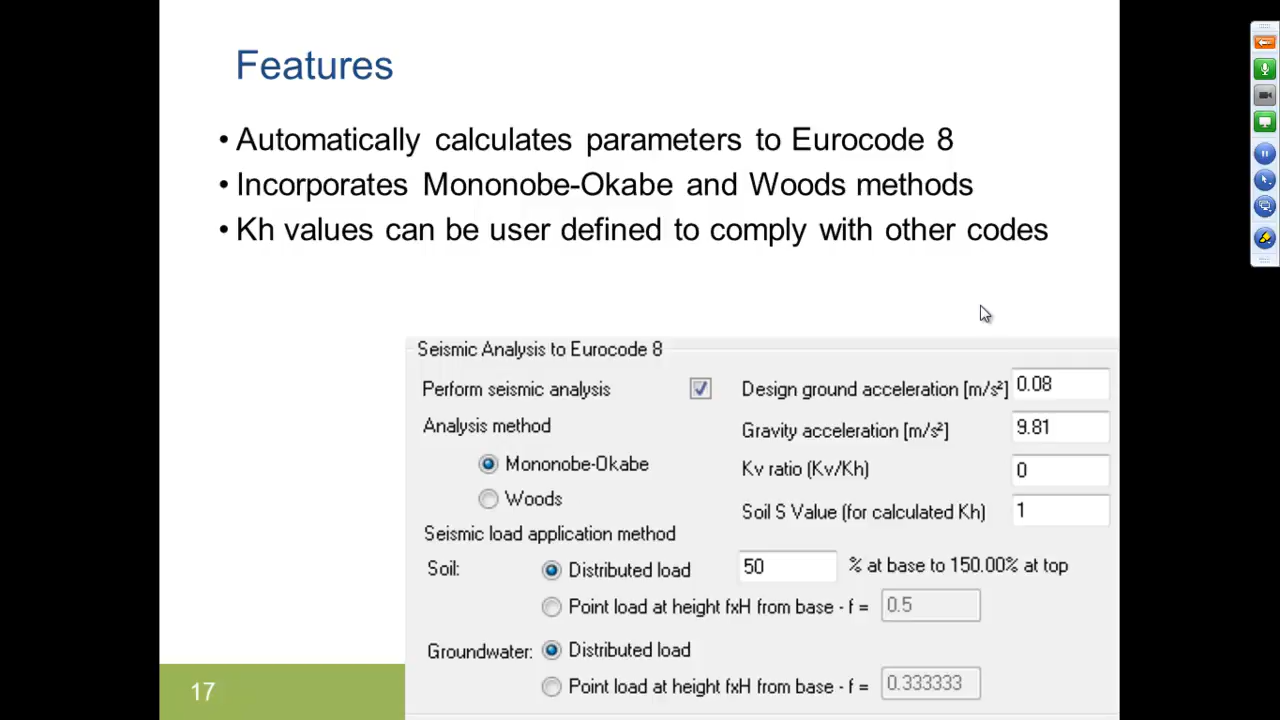 Features
• Automatically calculates parameters to Eurocode 8
• Incorporates Mononobe-Okabe and Woods methods
• Kh values can be user defined to comply with other codes
Seismic Analysis to Eurocode 8
Perform seismic analysis
Design ground acceleration [m/s²] 0.08
Analysis method
Gravity acceleration [m/s²] 9.81
Mononobe-Okabe
Kv ratio (Kv/Kh) 0
Woods
Soil S Value (for calculated Kh) 1
Seismic load application method
Soil: Distributed load 50 % at base to 150.00% at top
Point load at height fxH from base - f = 0.5
Groundwater: Distributed load
Point load at height fxH from base - f = 0.333333
17